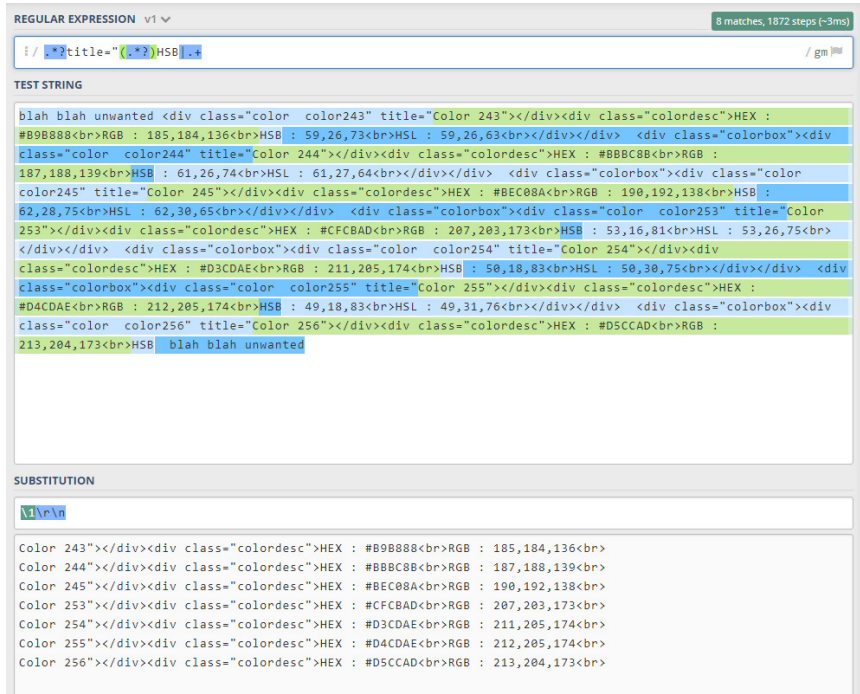 REGULAR EXPRESSION v1
8 matches, 1872 steps (~3ms)
/ .*?title="(.*?)HSB|.+ / gm
TEST STRING
blah blah unwanted <div class="color  color243" title="Color 243"></div><div class="colordesc">HEX :
#B9B888<br>RGB : 185,184,136<br>HSB : 59,26,73<br>HSL : 59,26,63<br></div></div>  <div class="colorbox"><div
class="color  color244" title="Color 244"></div><div class="colordesc">HEX : #BBBC8B<br>RGB :
187,188,139<br>HSB : 61,26,74<br>HSL : 61,27,64<br></div></div>  <div class="colorbox"><div class="color
color245" title="Color 245"></div><div class="colordesc">HEX : #BEC08A<br>RGB : 190,192,138<br>HSB :
62,28,75<br>HSL : 62,30,65<br></div></div>  <div class="colorbox"><div class="color  color253" title="Color
253"></div><div class="colordesc">HEX : #CFCBAD<br>RGB : 207,203,173<br>HSB : 53,16,81<br>HSL : 53,26,75<br>
</div></div>  <div class="colorbox"><div class="color  color254" title="Color 254"></div><div
class="colordesc">HEX : #D3CDAE<br>RGB : 211,205,174<br>HSB : 50,18,83<br>HSL : 50,30,75<br></div></div>  <div
class="colorbox"><div class="color  color255" title="Color 255"></div><div class="colordesc">HEX :
#D4CDAE<br>RGB : 212,205,174<br>HSB : 49,18,83<br>HSL : 49,31,76<br></div></div>  <div class="colorbox"><div
class="color  color256" title="Color 256"></div><div class="colordesc">HEX : #D5CCAD<br>RGB :
213,204,173<br>HSB  blah blah unwanted
SUBSTITUTION
\1\r\n
Color 243"></div><div class="colordesc">HEX : #B9B888<br>RGB : 185,184,136<br>
Color 244"></div><div class="colordesc">HEX : #BBBC8B<br>RGB : 187,188,139<br>
Color 245"></div><div class="colordesc">HEX : #BEC08A<br>RGB : 190,192,138<br>
Color 253"></div><div class="colordesc">HEX : #CFCBAD<br>RGB : 207,203,173<br>
Color 254"></div><div class="colordesc">HEX : #D3CDAE<br>RGB : 211,205,174<br>
Color 255"></div><div class="colordesc">HEX : #D4CDAE<br>RGB : 212,205,174<br>
Color 256"></div><div class="colordesc">HEX : #D5CCAD<br>RGB : 213,204,173<br>